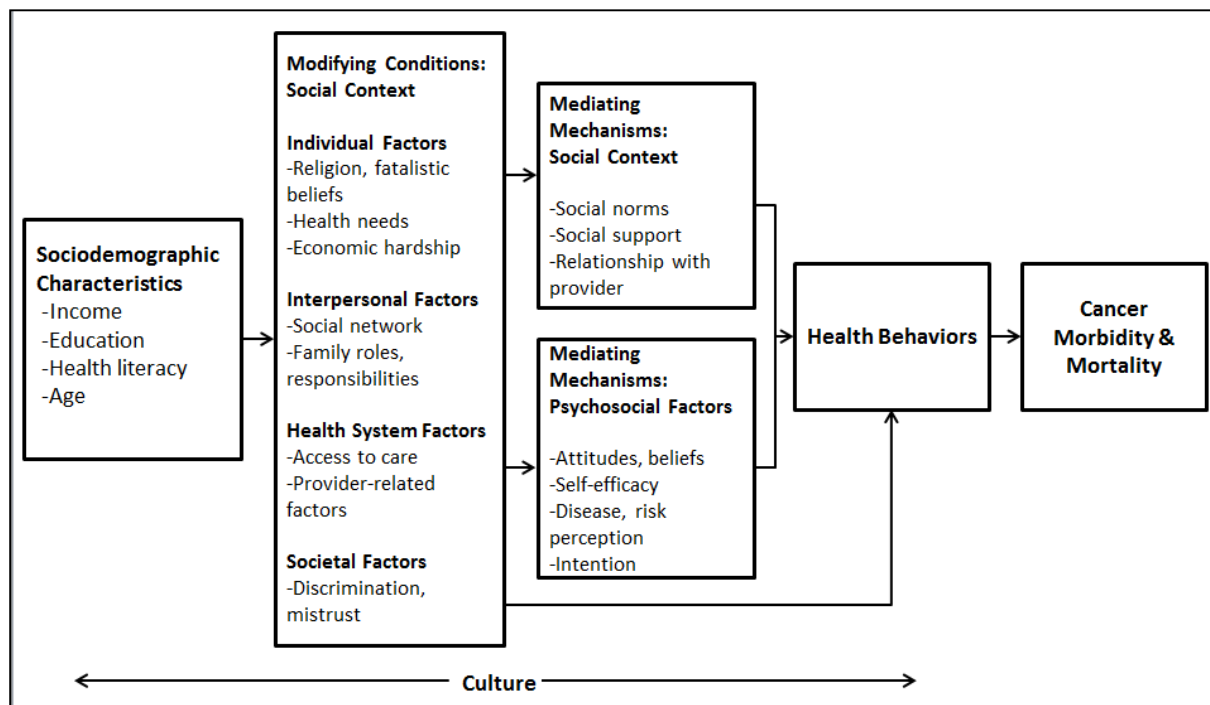 Sociodemographic
Characteristics
-Income
-Education
-Health literacy
-Age
Modifying Conditions:
Social Context
Individual Factors
-Religion, fatalistic
beliefs
-Health needs
-Economic hardship
Interpersonal Factors
-Social network
-Family roles,
responsibilities
Health System Factors
-Access to care
-Provider-related
factors
Societal Factors
-Discrimination,
mistrust
Mediating
Mechanisms:
Social Context
-Social norms
-Social support
-Relationship with
provider
Mediating
Mechanisms:
Psychosocial Factors
-Attitudes, beliefs
-Self-efficacy
-Disease, risk
perception
-Intention
Health Behaviors
Cancer
Morbidity &
Mortality
Culture